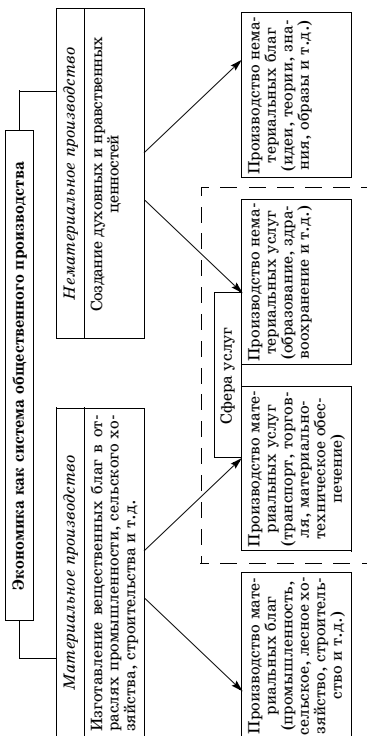 Экономика как система общественного производства
Материальное производство
Изготовление вещественных благ в от-
раслях промышленности, сельского хо-
зяйства, строительства и т.д.
Нематериальное производство
Создание духовных и нравственных
ценностей
Сфера услуг
Производство мате-
риальных благ
(промышленность,
сельское, лесное хо-
зяйство, строитель-
ство и т.д.)
Производство мате-
риальных услуг
(транспорт, торгов-
ля, материально-
техническое обес-
печение)
Производство нема-
териальных услуг
(образование, здра-
воохранение и т.д.)
Производство нема-
териальных благ
(идеи, теории, зна-
ния, образы и т.д.)